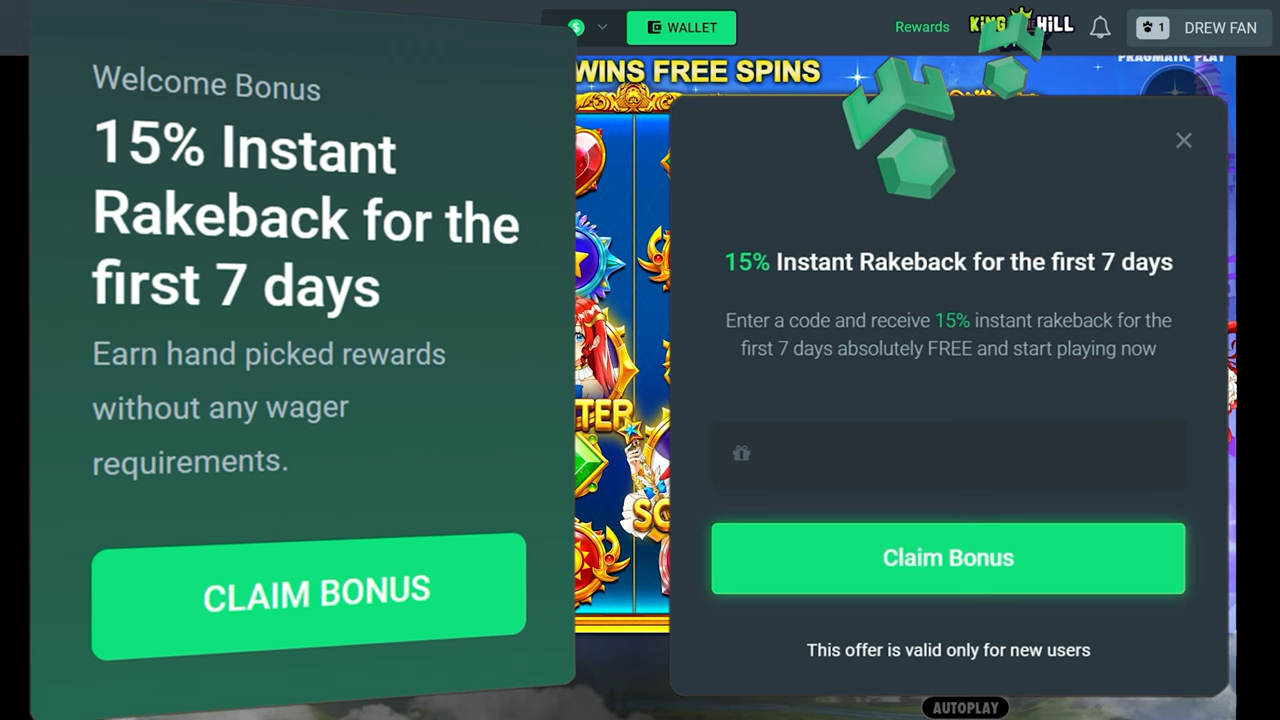 WALLET
Rewards
KING HILL
1
DREW FAN
Welcome Bonus
15% Instant
Rakeback for the
first 7 days
Earn hand picked rewards
without any wager
requirements.
CLAIM BONUS
WINS FREE SPINS
PRAGMATIC PLAY
15% Instant Rakeback for the first 7 days
Enter a code and receive 15% instant rakeback for the
first 7 days absolutely FREE and start playing now
Claim Bonus
This offer is valid only for new users
AUTOPLAY